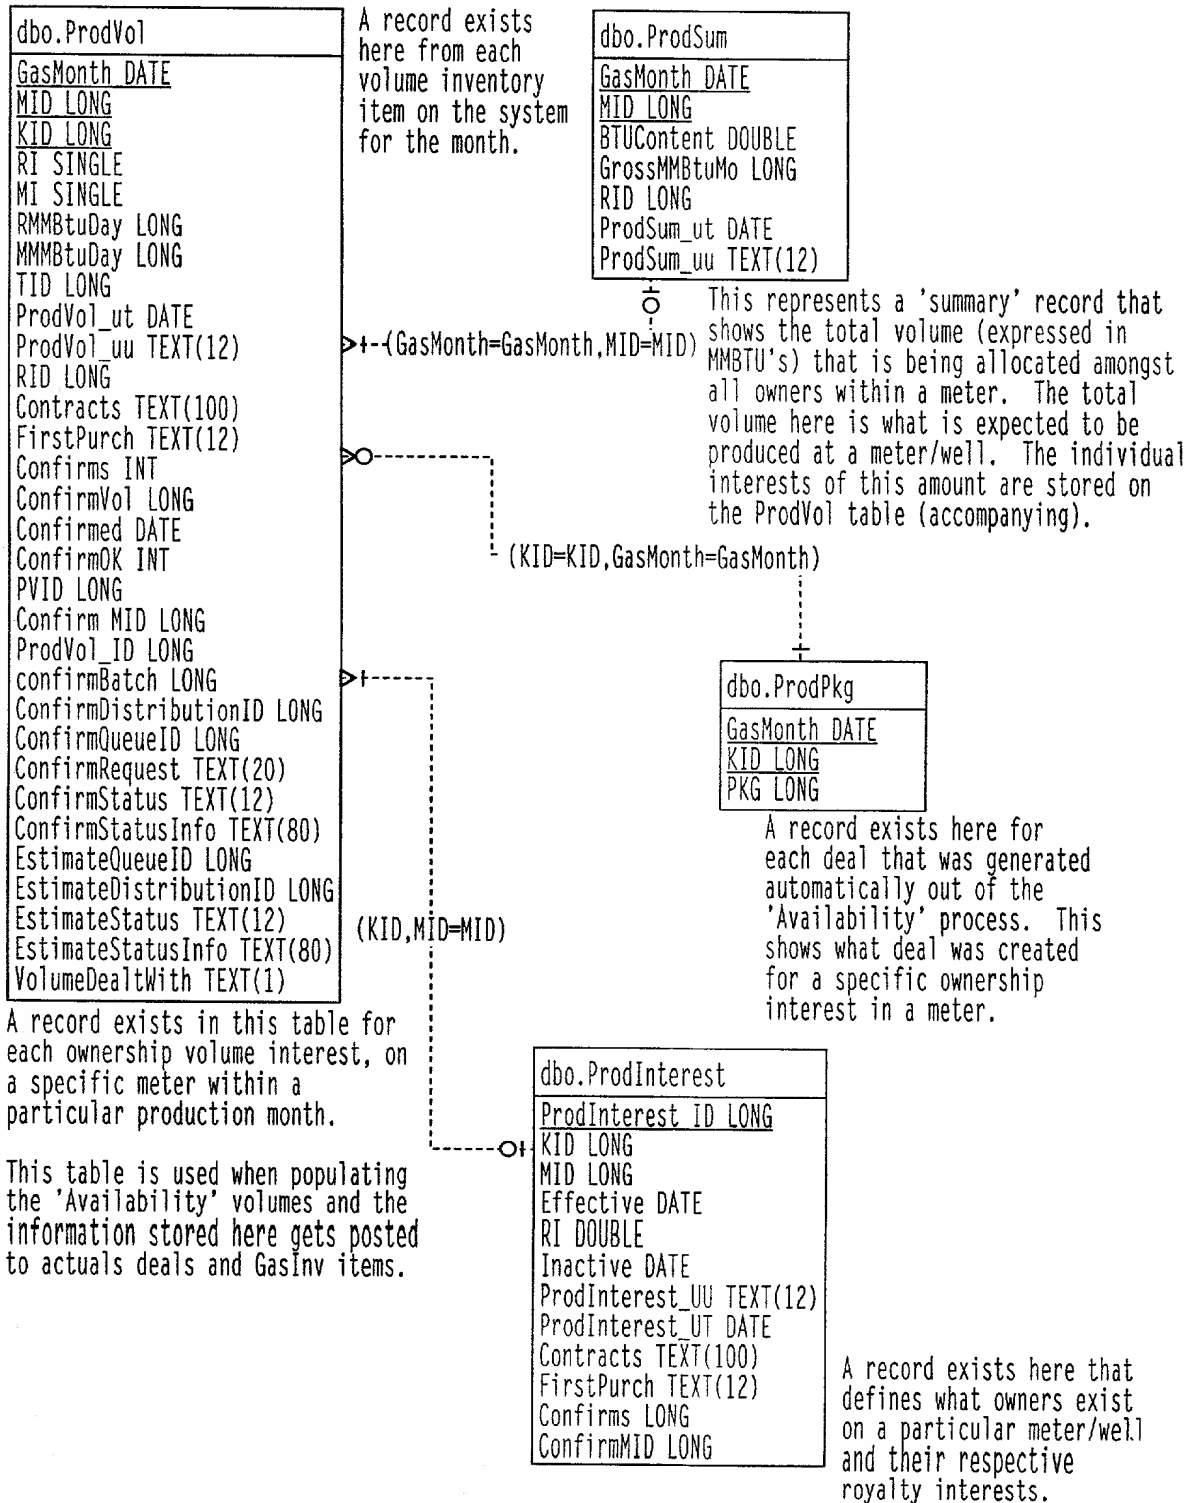 dbo.ProdVol
GasMonth DATE
MID LONG
KID LONG
RI SINGLE
MI SINGLE
RMMBtuDay LONG
MMMBtuDay LONG
TID LONG
ProdVol_ut DATE
ProdVol_uu TEXT(12)
RID LONG
Contracts TEXT(100)
FirstPurch TEXT(12)
Confirms INT
ConfirmVol LONG
Confirmed DATE
ConfirmOK INT
PVID LONG
Confirm MID LONG
ProdVol_ID LONG
confirmBatch LONG
ConfirmDistributionID LONG
ConfirmQueueID LONG
ConfirmRequest TEXT(20)
ConfirmStatus TEXT(12)
ConfirmStatusInfo TEXT(80)
EstimateQueueID LONG
EstimateDistributionID LONG
EstimateStatus TEXT(12)
EstimateStatusInfo TEXT(80)
VolumeDealtWith TEXT(1)
A record exists in this table for
each ownership volume interest, on
a specific meter within a
particular production month.
This table is used when populating
the 'Availability' volumes and the
information stored here gets posted
to actuals deals and GasInv items.
A record exists
here from each
volume inventory
item on the system
for the month.
dbo.ProdSum
GasMonth DATE
MID LONG
BTUContent DOUBLE
GrossMMBtuMo LONG
RID LONG
ProdSum_ut DATE
ProdSum_uu TEXT(12)
(GasMonth=GasMonth,MID=MID)
This represents a 'summary' record that
shows the total volume (expressed in
MMBTU's) that is being allocated amongst
all owners within a meter. The total
volume here is what is expected to be
produced at a meter/well. The individual
interests of this amount are stored on
the ProdVol table (accompanying).
(KID=KID,GasMonth=GasMonth)
dbo.ProdPkg
GasMonth DATE
KID LONG
PKG LONG
A record exists here for
each deal that was generated
automatically out of the
'Availability' process. This
shows what deal was created
for a specific ownership
interest in a meter.
(KID,MID=MID)
dbo.ProdInterest
ProdInterest ID LONG
KID LONG
MID LONG
Effective DATE
RI DOUBLE
Inactive DATE
ProdInterest_UU TEXT(12)
ProdInterest_UT DATE
Contracts TEXT(100)
FirstPurch TEXT(12)
Confirms LONG
ConfirmMID LONG
A record exists here that
defines what owners exist
on a particular meter/well
and their respective
royalty interests.